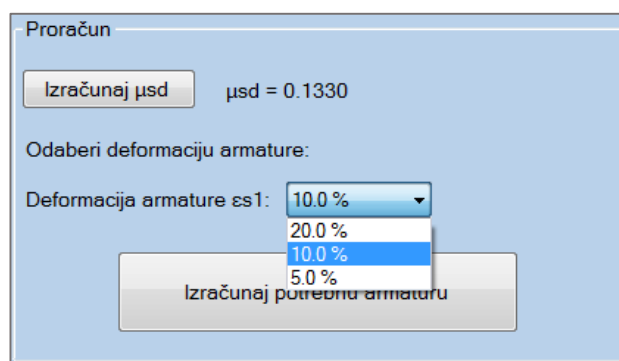 Proračun
Izračunaj µsd µsd = 0.1330
Odaberi deformaciju armature:
Deformacija armature εs1: 10.0 %
20.0 %
10.0 %
5.0 %
Izračunaj potrebnu armaturu